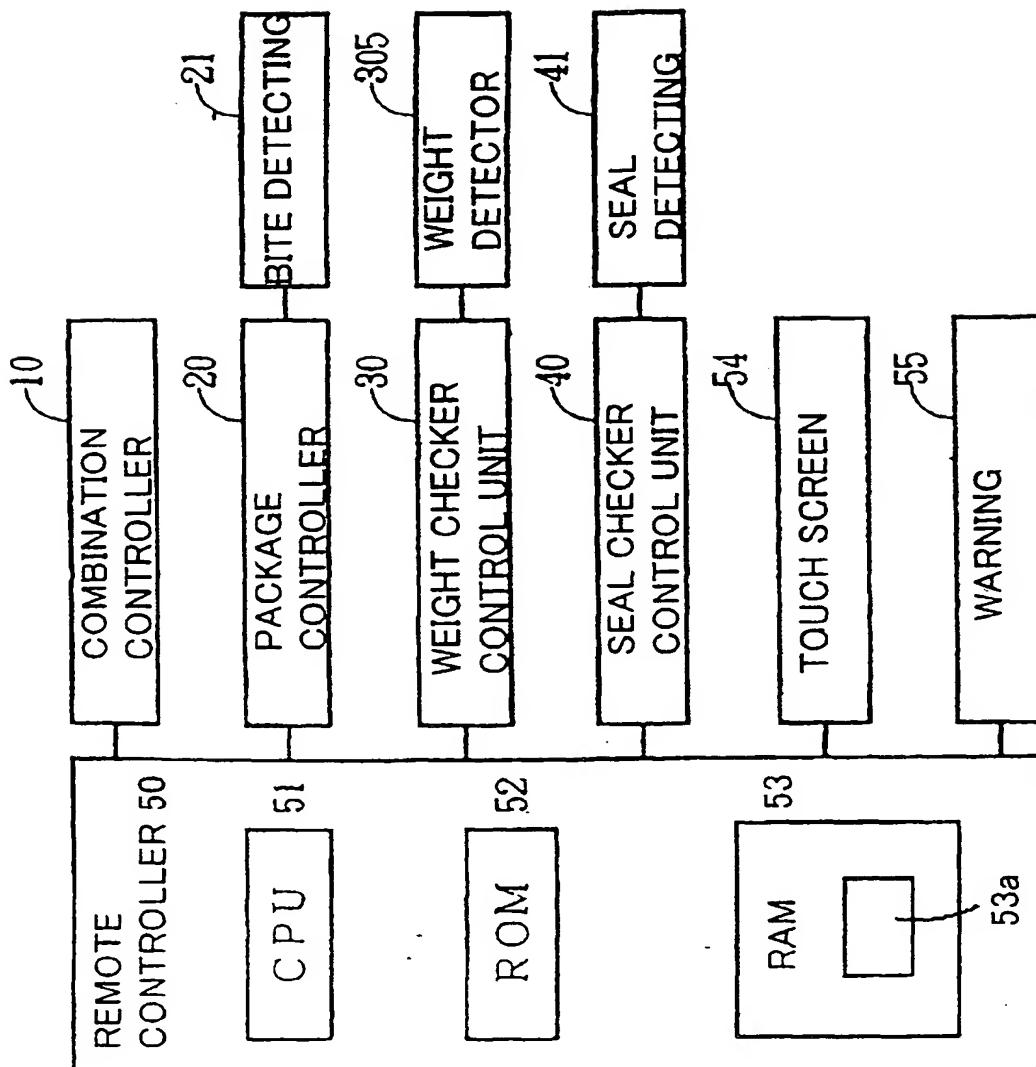 REMOTE
CONTROLLER 50
CPU
51
ROM
52
RAM
53
53a
COMBINATION
CONTROLLER
10
PACKAGE
CONTROLLER
20
BITE DETECTING
21
WEIGHT CHECKER
CONTROL UNIT
30
WEIGHT
DETECTOR
305
SEAL CHECKER
CONTROL UNIT
40
SEAL
DETECTING
41
TOUCH SCREEN
54
WARNING
55